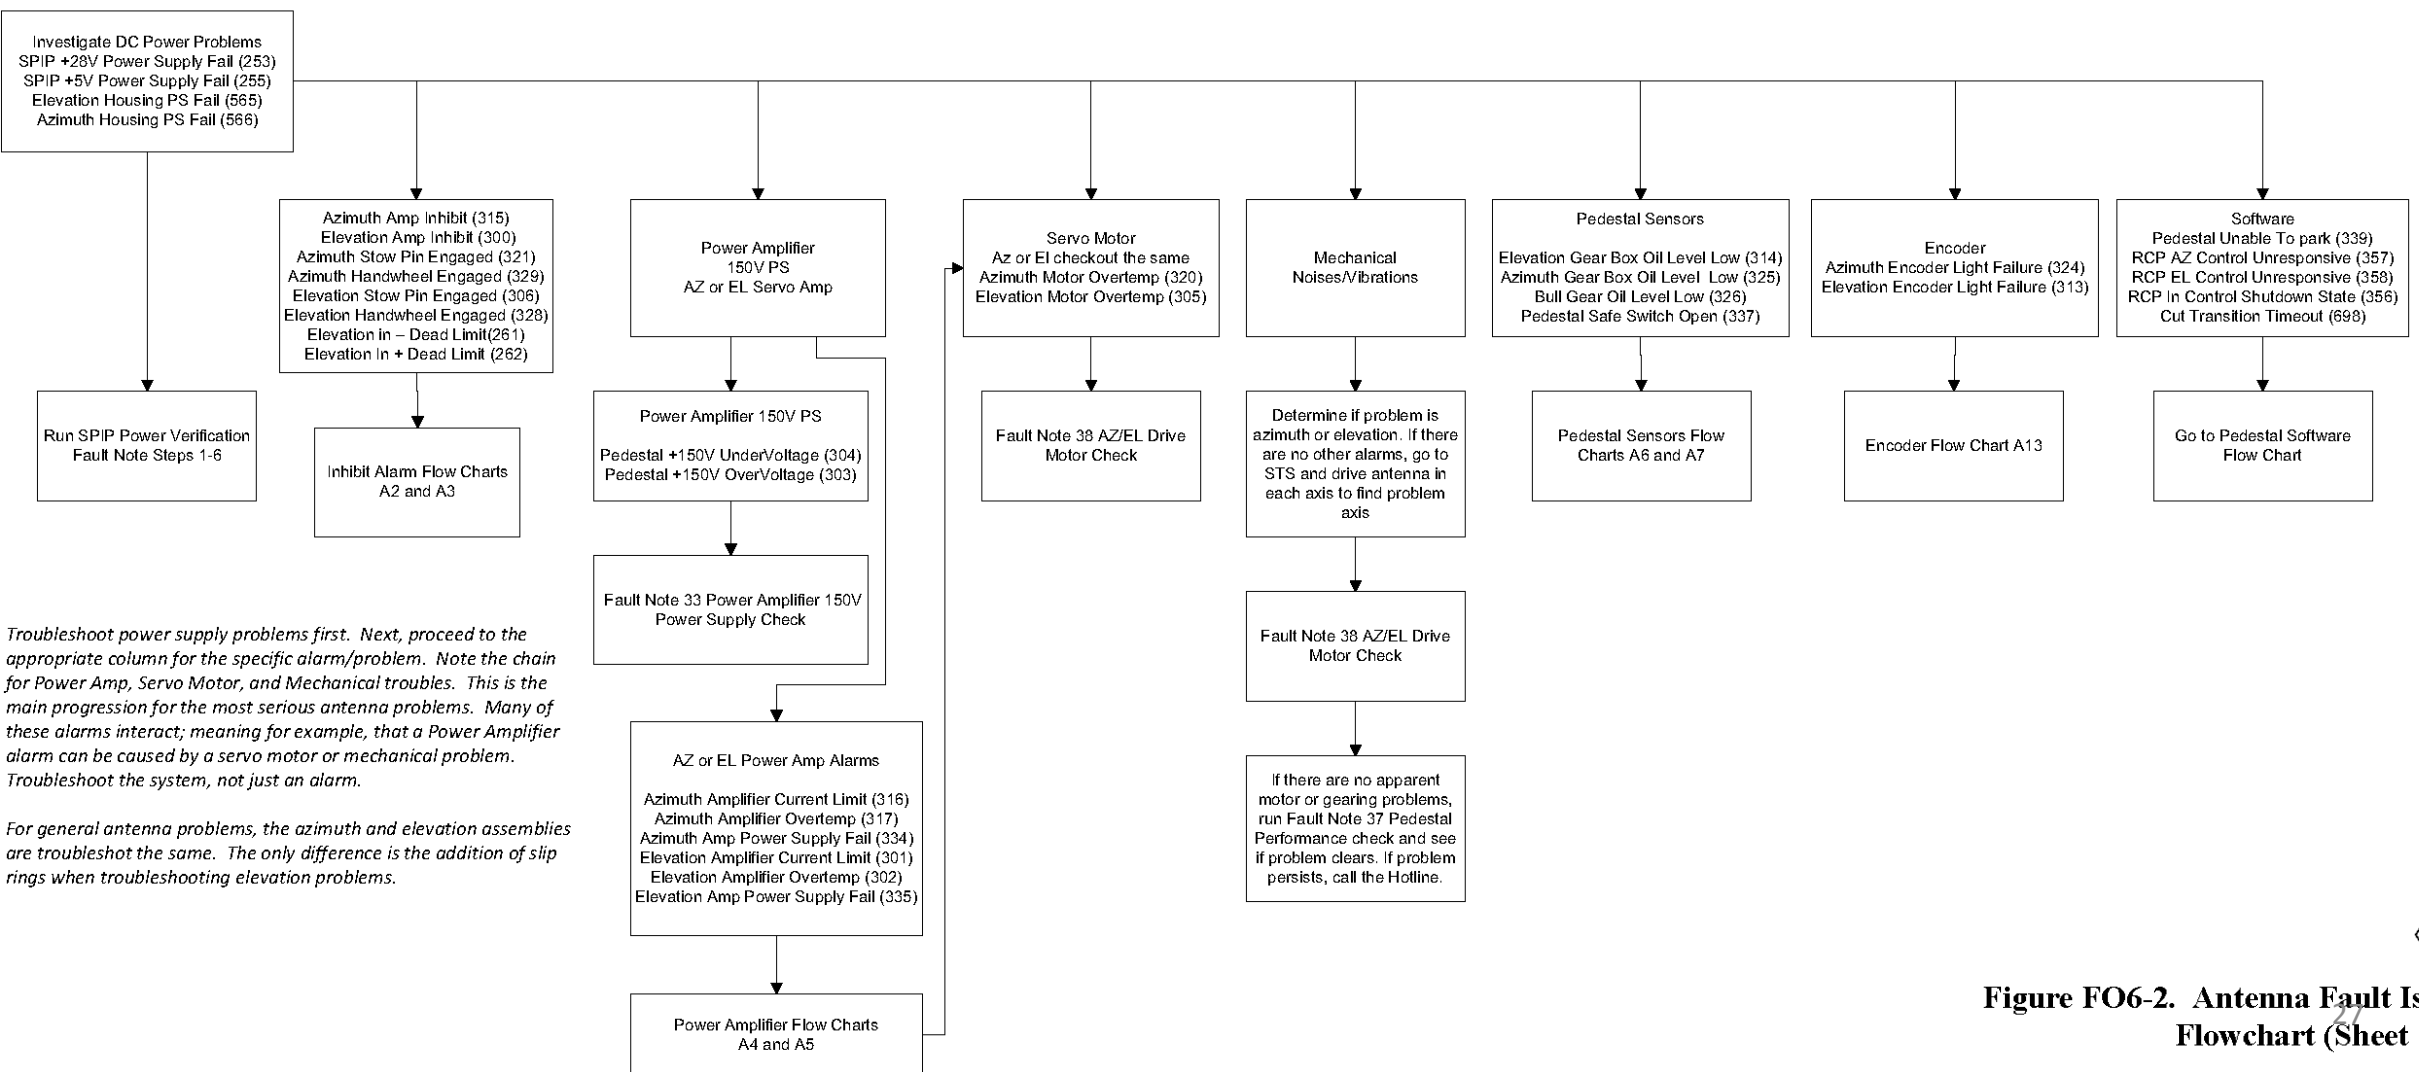 Investigate DC Power Problems
SPIP +28V Power Supply Fail (253)
SPIP +5V Power Supply Fail (255)
Elevation Housing PS Fail (565)
Azimuth Housing PS Fail (566)
Run SPIP Power Verification
Fault Note Steps 1-6
Azimuth Amp Inhibit (315)
Elevation Amp Inhibit (300)
Azimuth Stow Pin Engaged (321)
Azimuth Handwheel Engaged (329)
Elevation Stow Pin Engaged (306)
Elevation Handwheel Engaged (328)
Elevation in – Dead Limit(261)
Elevation In + Dead Limit (262)
Inhibit Alarm Flow Charts
A2 and A3
Power Amplifier
150V PS
AZ or EL Servo Amp
Power Amplifier 150V PS
Pedestal +150V UnderVoltage (304)
Pedestal +150V OverVoltage (303)
Fault Note 33 Power Amplifier 150V
Power Supply Check
AZ or EL Power Amp Alarms
Azimuth Amplifier Current Limit (316)
Azimuth Amplifier Overtemp (317)
Azimuth Amp Power Supply Fail (334)
Elevation Amplifier Current Limit (301)
Elevation Amplifier Overtemp (302)
Elevation Amp Power Supply Fail (335)
Power Amplifier Flow Charts
A4 and A5
Servo Motor
Az or El checkout the same
Azimuth Motor Overtemp (320)
Elevation Motor Overtemp (305)
Fault Note 38 AZ/EL Drive
Motor Check
Mechanical
Noises/Vibrations
Determine if problem is
azimuth or elevation. If there
are no other alarms, go to
STS and drive antenna in
each axis to find problem
axis
Fault Note 38 AZ/EL Drive
Motor Check
If there are no apparent
motor or gearing problems,
run Fault Note 37 Pedestal
Performance check and see
if problem clears. If problem
persists, call the Hotline.
Pedestal Sensors
Elevation Gear Box Oil Level Low (314)
Azimuth Gear Box Oil Level Low (325)
Bull Gear Oil Level Low (326)
Pedestal Safe Switch Open (337)
Pedestal Sensors Flow
Charts A6 and A7
Encoder
Azimuth Encoder Light Failure (324)
Elevation Encoder Light Failure (313)
Encoder Flow Chart A13
Software
Pedestal Unable To park (339)
RCP AZ Control Unresponsive (357)
RCP EL Control Unresponsive (358)
RCP In Control Shutdown State (356)
Cut Transition Timeout (698)
Go to Pedestal Software
Flow Chart
Troubleshoot power supply problems first. Next, proceed to the
appropriate column for the specific alarm/problem. Note the chain
for Power Amp, Servo Motor, and Mechanical troubles. This is the
main progression for the most serious antenna problems. Many of
these alarms interact; meaning for example, that a Power Amplifier
alarm can be caused by a servo motor or mechanical problem.
Troubleshoot the system, not just an alarm.
For general antenna problems, the azimuth and elevation assemblies
are troubleshot the same. The only difference is the addition of slip
rings when troubleshooting elevation problems.
Figure FO6-2. Antenna Fault Is
27
Flowchart (Sheet